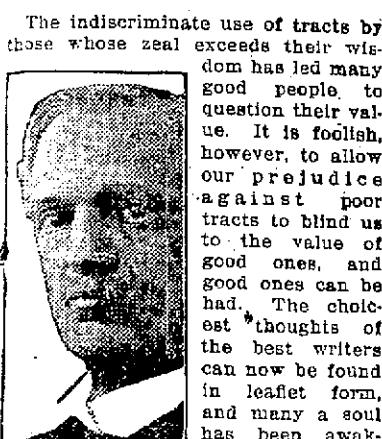 The indiscriminate use of tracts by
those whose zeal exceeds their wis-
dom has led many
good people to
question their val-
ue. It is foolish,
however, to allow
our prejudice
against poor
tracts to blind us
to the value of
good ones, and
good ones can be
had. The choic-
est thoughts of
the best writers
can now be found
in leaflet form,
and many a soul
has been awak-